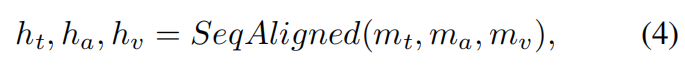 h_t, h_a, h_v = SeqAligned(m_t, m_a, m_v), (4)